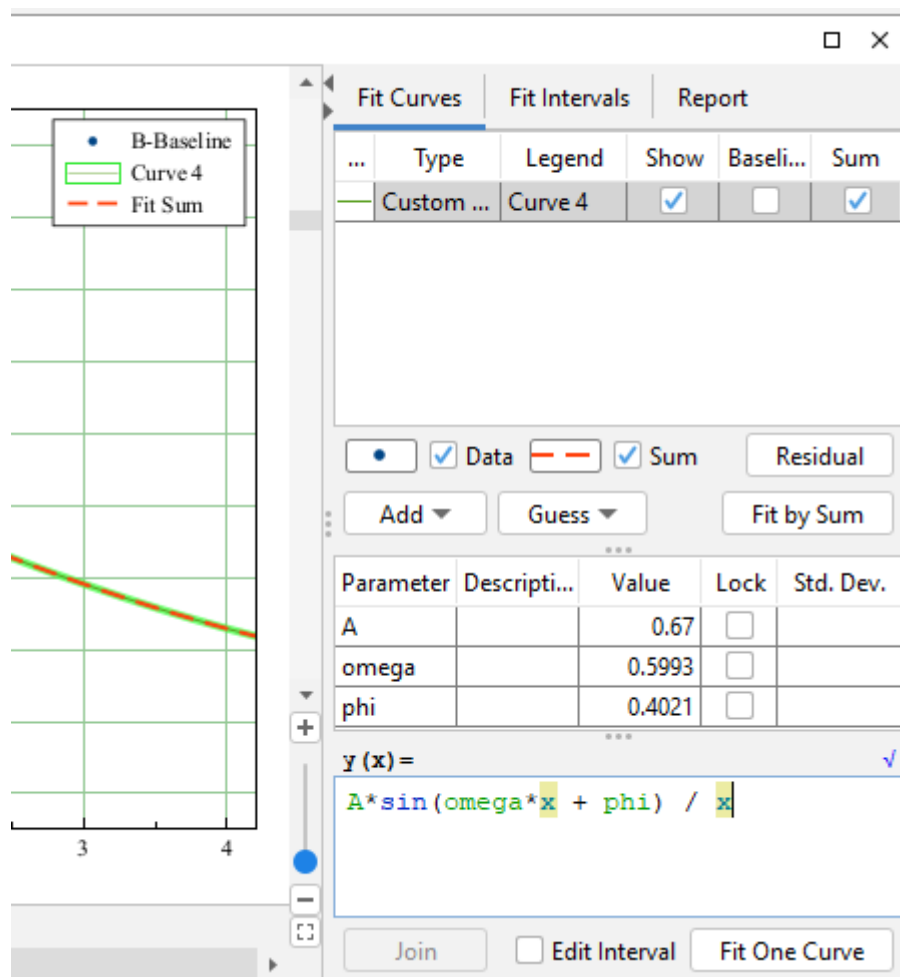 Fit Curves Fit Intervals Report
B-Baseline
Curve 4
Fit Sum
... Type Legend Show Baseli... Sum
Custom ... Curve 4
Data Sum Residual
Add Guess Fit by Sum
Parameter Descripti... Value Lock Std. Dev.
A 0.67
omega 0.5993
phi 0.4021
y(x)= √
A*sin(omega*x + phi) / x
3 4
Join Edit Interval Fit One Curve